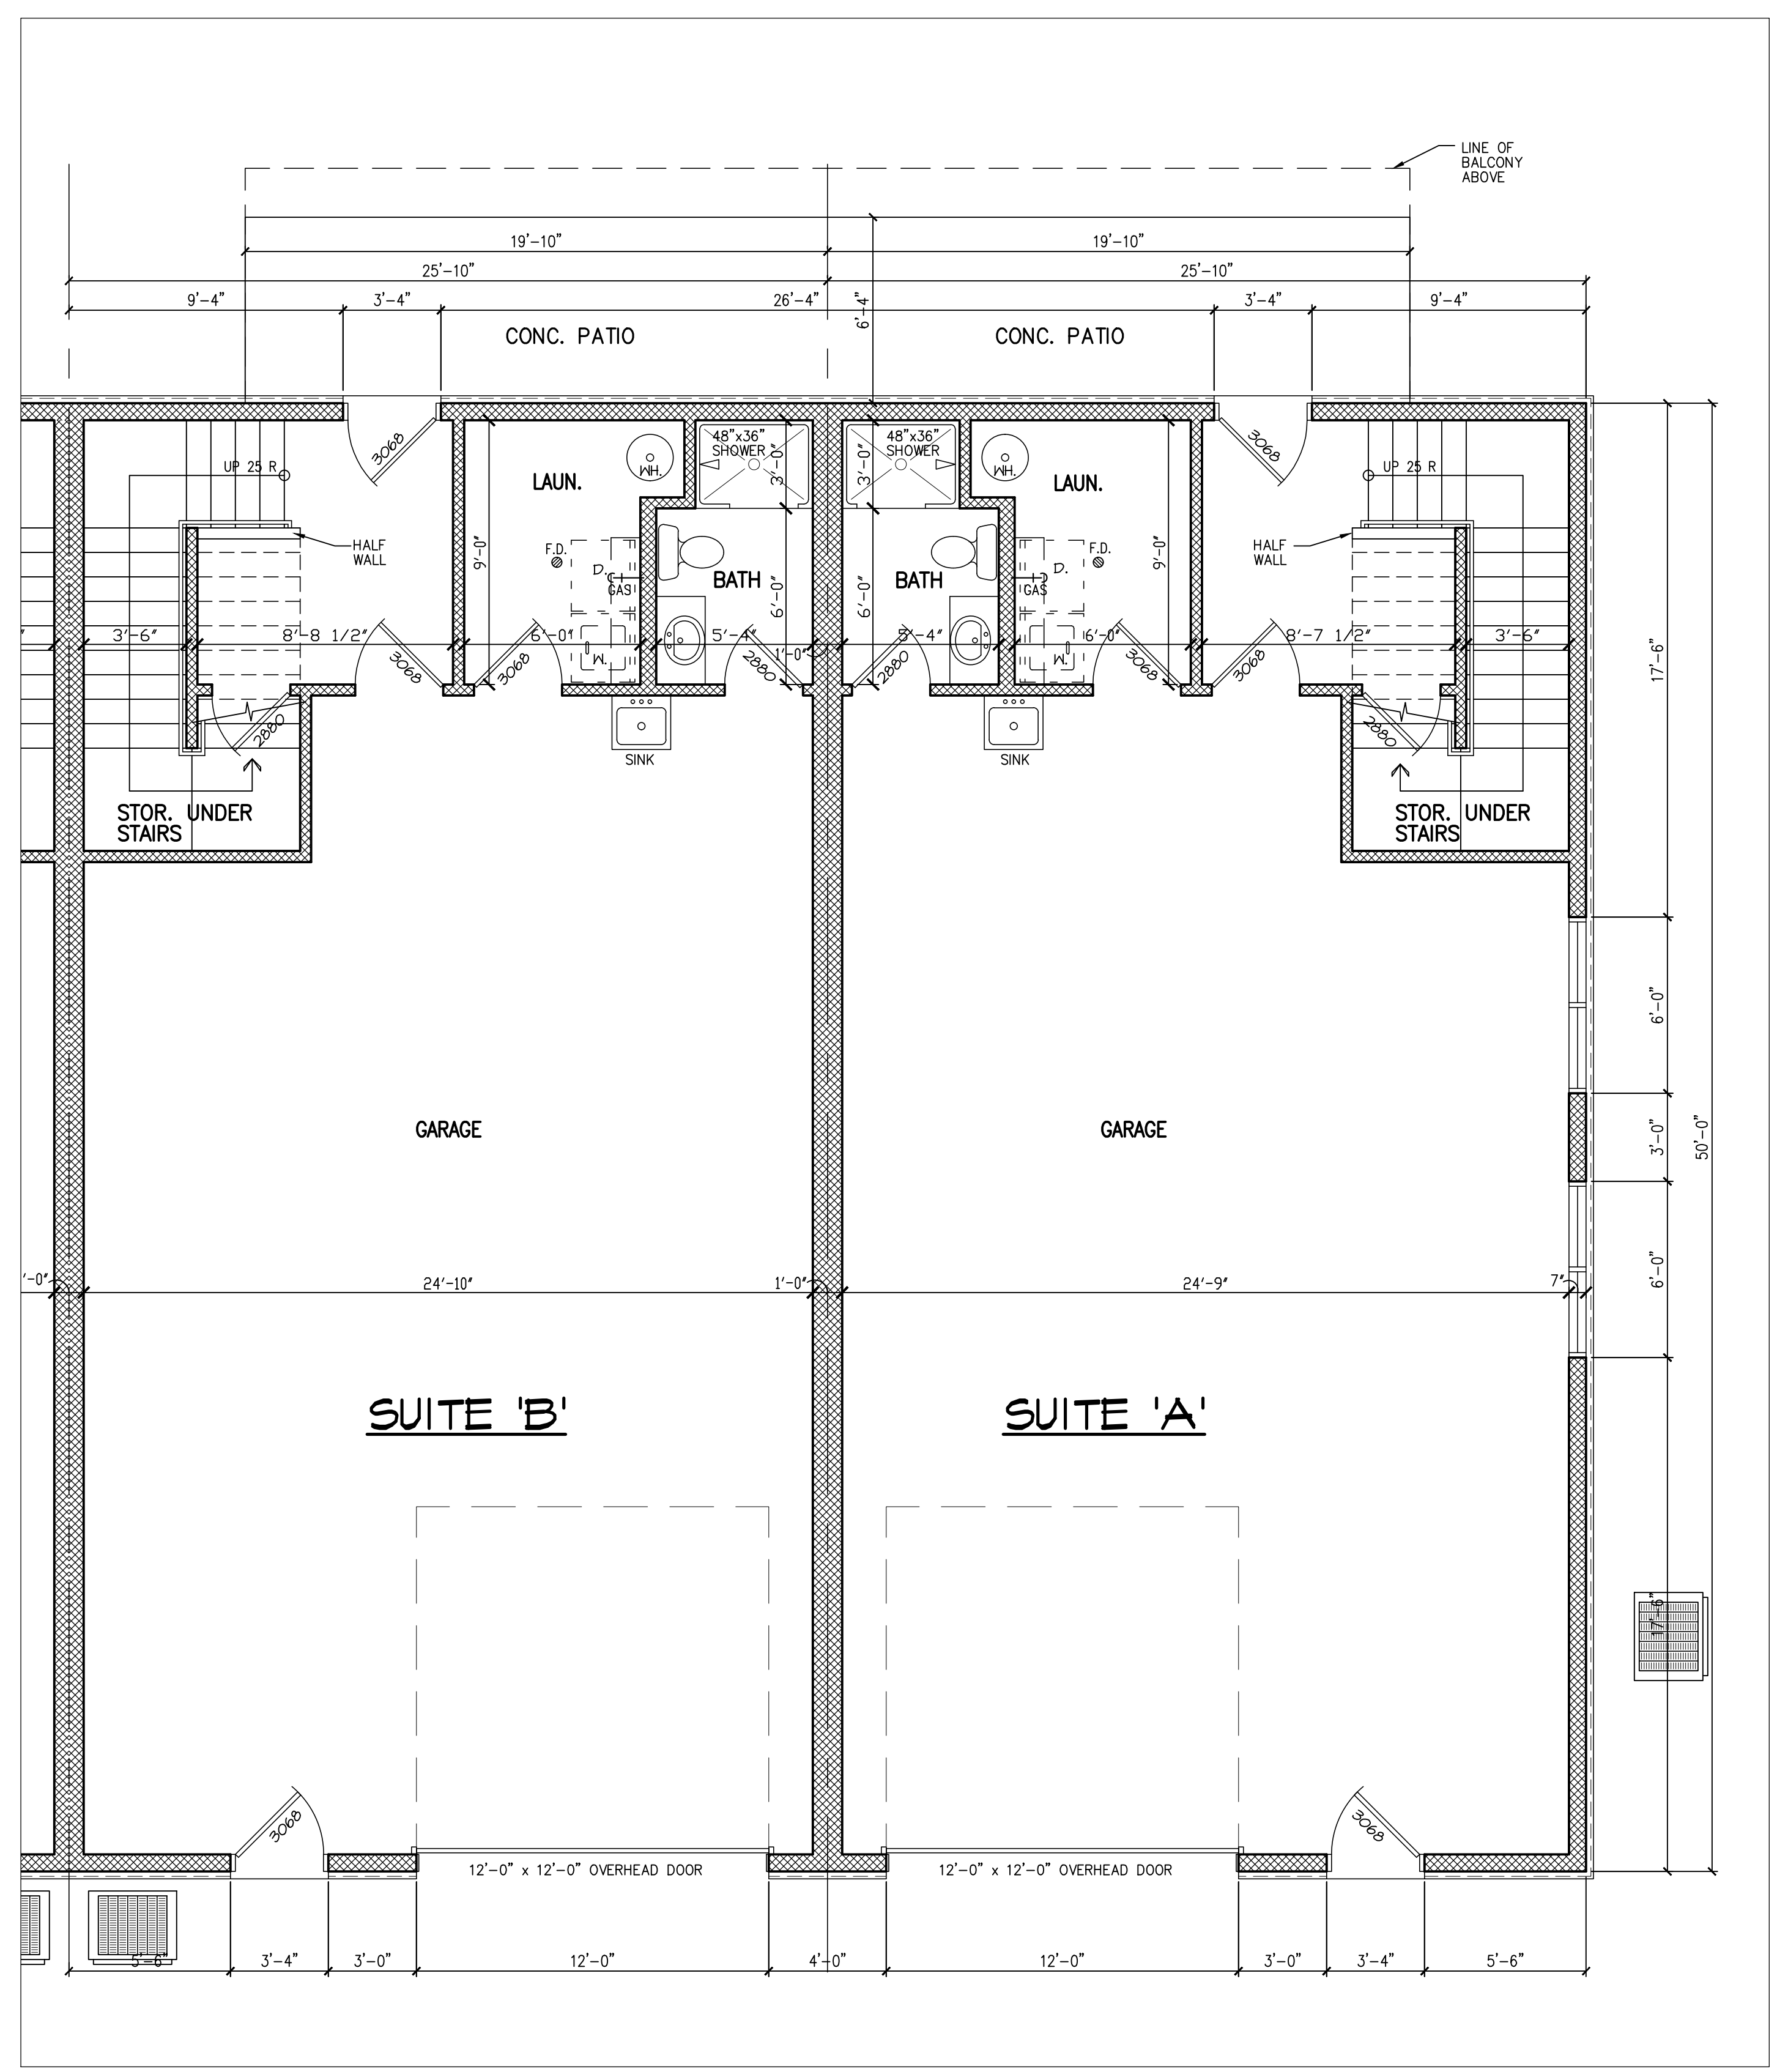 LINE OF
BALCONY
ABOVE
19'-10" 19'-10"
25'-10" 25'-10"
9'-4" 3'-4" 26'-4" 6'-4" 3'-4" 9'-4"
CONC. PATIO CONC. PATIO
3068 48"x36" 48"x36" 3068
SHOWER SHOWER
3'-0" 3'-0"
UP 25 R WH. WH. UP 25 R
LAUN. LAUN.
HALF
WALL
9'-0" F.D. D. F.D. D. 9'-0"
HALF
WALL
GAS BATH BATH GAS
6'-0" 6'-0"
3'-6" 8'-8 1/2" 6'-0" 5'-4" 1'-0" 5'-4" 6'-0" 8'-7 1/2" 3'-6"
3068 3068 W. 2880 2880 W. 3068 3068
17'-6"
2880 2880
SINK SINK
STOR. UNDER
STAIRS
STOR. UNDER
STAIRS
6'-0"
GARAGE GARAGE
3'-0" 50'-0"
6'-0"
'-0" 24'-10" 1'-0" 24'-9" 7"
SUITE 'B' SUITE 'A'
17'-6"
3068 3068
12'-0" x 12'-0" OVERHEAD DOOR 12'-0" x 12'-0" OVERHEAD DOOR
5'-6" 3'-4" 3'-0" 12'-0" 4'-0" 12'-0" 3'-0" 3'-4" 5'-6"